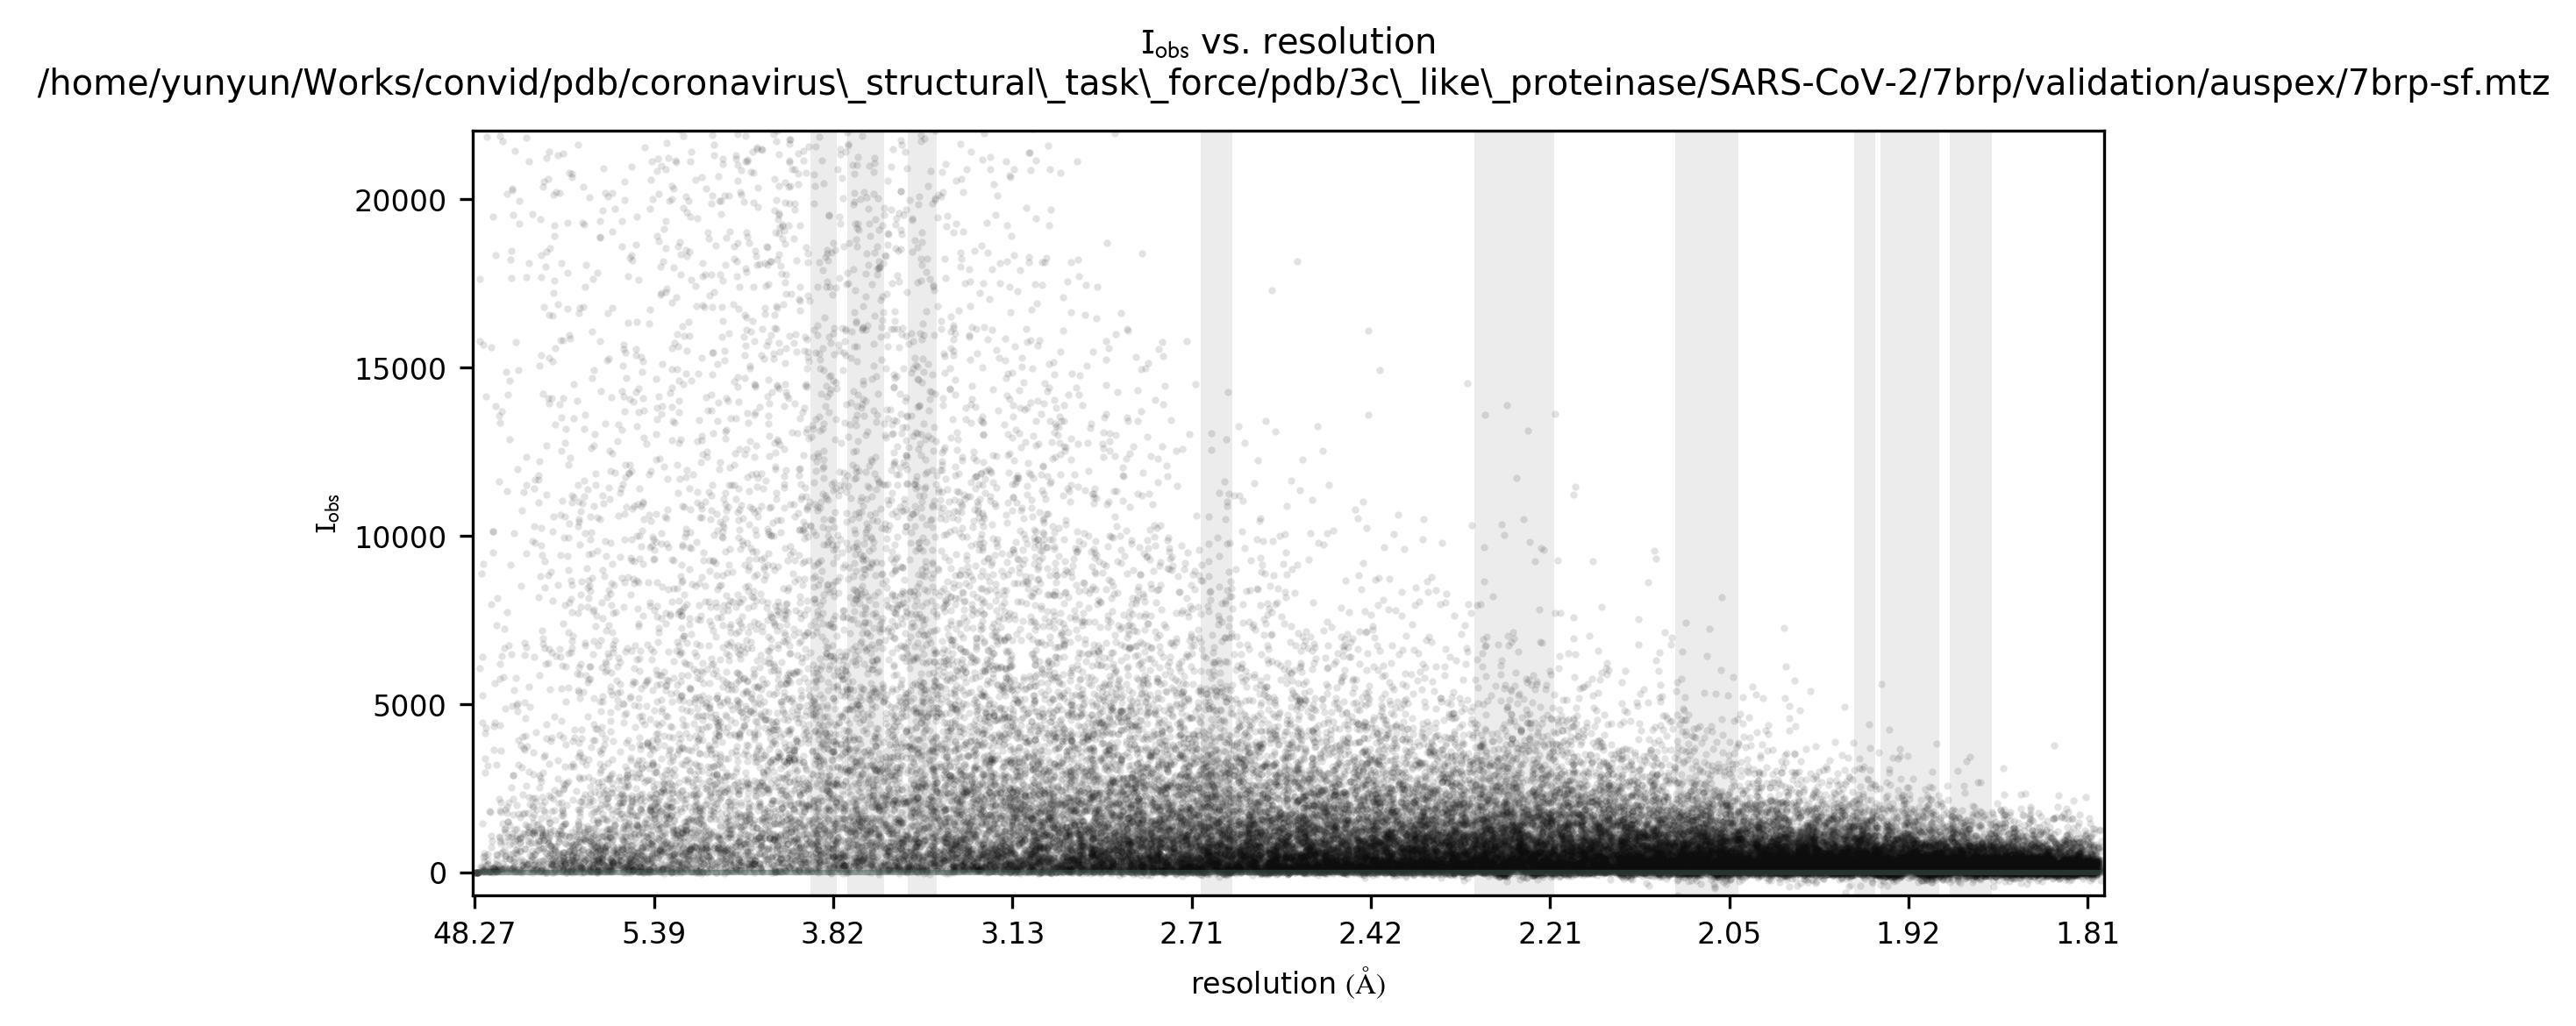 I_obs vs. resolution
/home/yunyun/Works/convid/pdb/coronavirus\_structural\_task\_force/pdb/3c\_like\_proteinase/SARS-CoV-2/7brp/validation/auspex/7brp-sf.mtz
20000
15000
10000
5000
0
I_obs
48.27 5.39 3.82 3.13 2.71 2.42 2.21 2.05 1.92 1.81
resolution (Å)